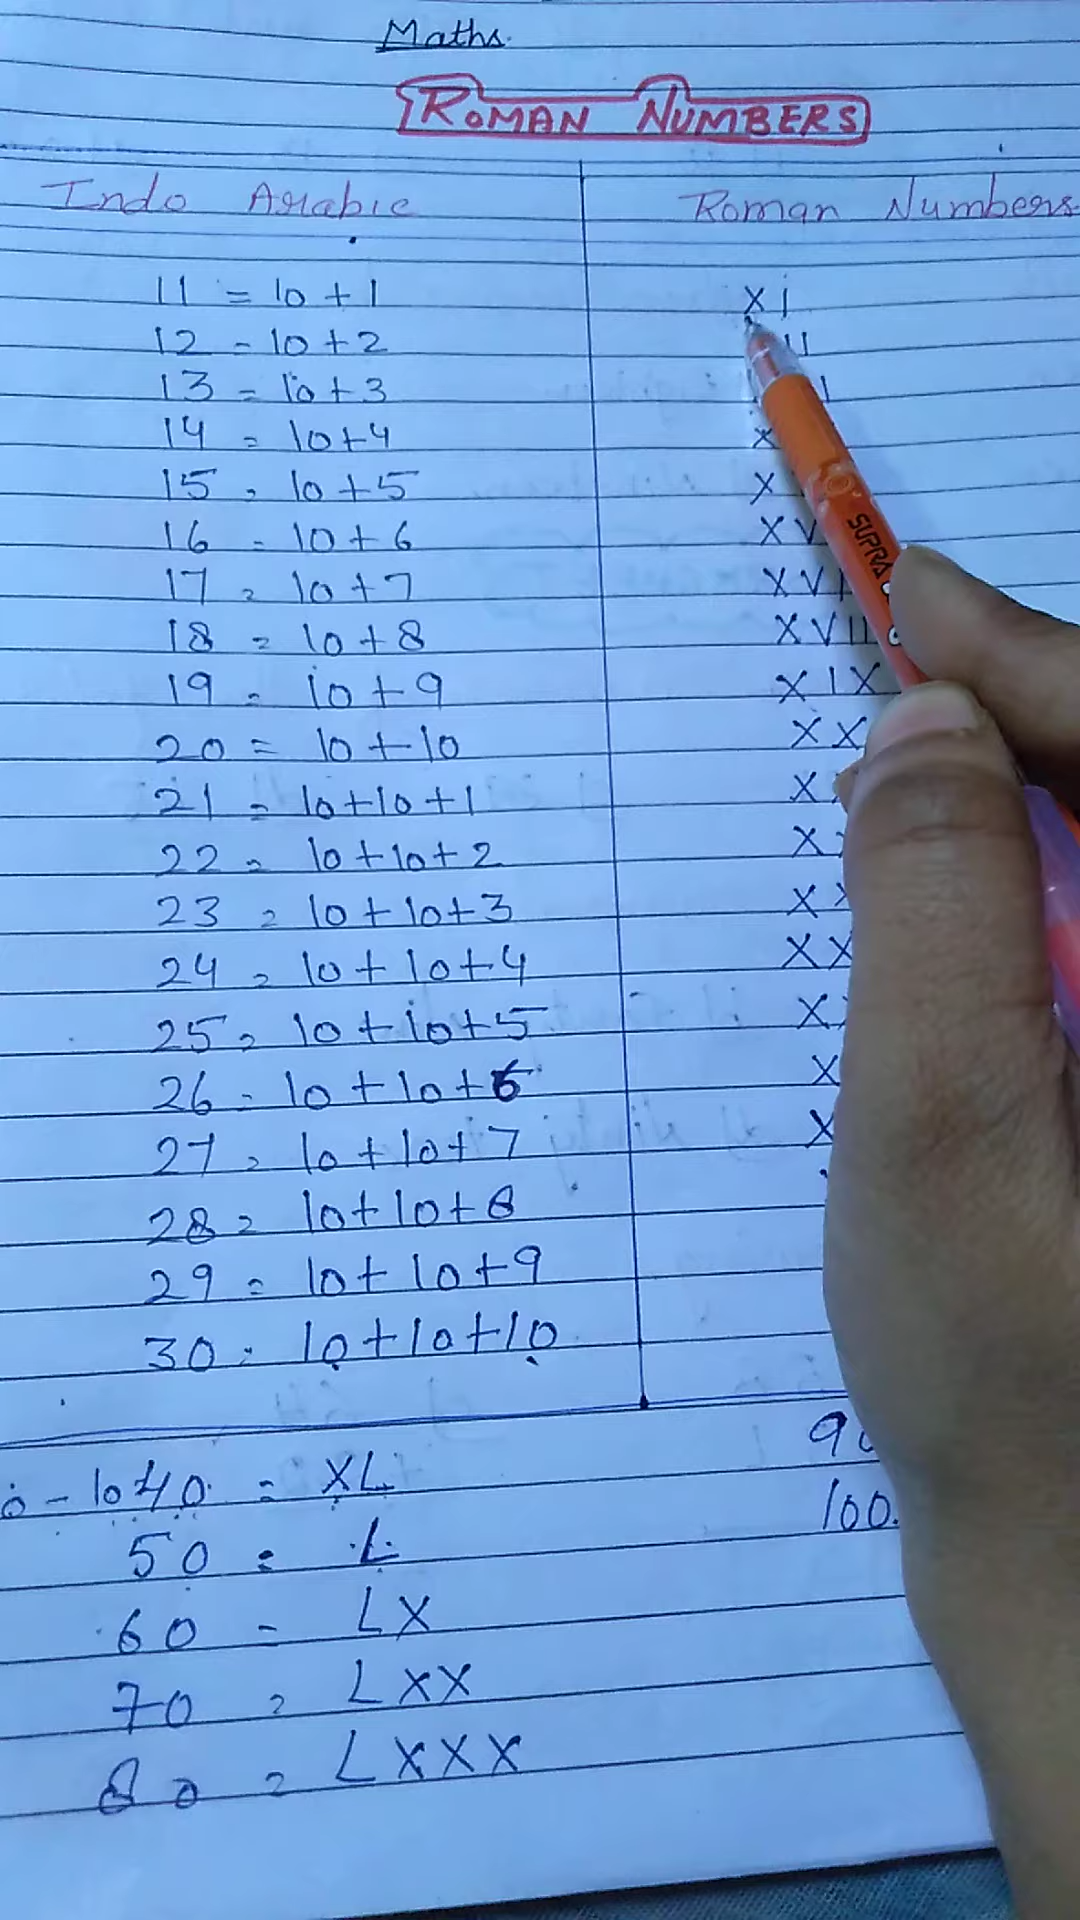 Maths.
ROMAN NUMBERS
Indo Arabic Roman Numbers
11 = 10 + 1 X I
12 = 10 + 2 II
13 = 10 + 3 I
14 = 10 + 4 X
15 = 10 + 5 X
16 = 10 + 6 X V
17 = 10 + 7 X V I
18 = 10 + 8 X V I I
19 = 10 + 9 X I X
20 = 10 + 10 X X
21 = 10 + 10 + 1 X
22 = 10 + 10 + 2 X
23 = 10 + 10 + 3 X
24 = 10 + 10 + 4 X X
25 = 10 + 10 + 5 X
26 = 10 + 10 + 6 X
27 = 10 + 10 + 7 X
28 = 10 + 10 + 8
29 = 10 + 10 + 9
30 = 10 + 10 + 10
- 10 40 = XL 9
50 = L 100.
60 = LX
70 = LXX
80 = LXXX
SUPRA